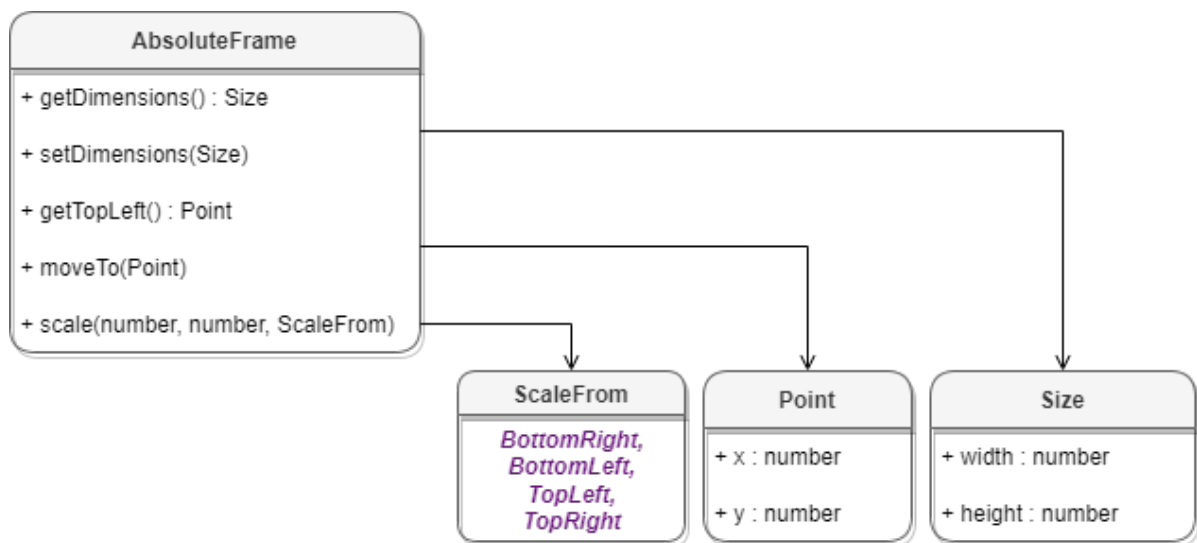 AbsoluteFrame
+ getDimensions() : Size
+ setDimensions(Size)
+ getTopLeft() : Point
+ moveTo(Point)
+ scale(number, number, ScaleFrom)
ScaleFrom
BottomRight,
BottomLeft,
TopLeft,
TopRight
Point
+ x : number
+ y : number
Size
+ width : number
+ height : number